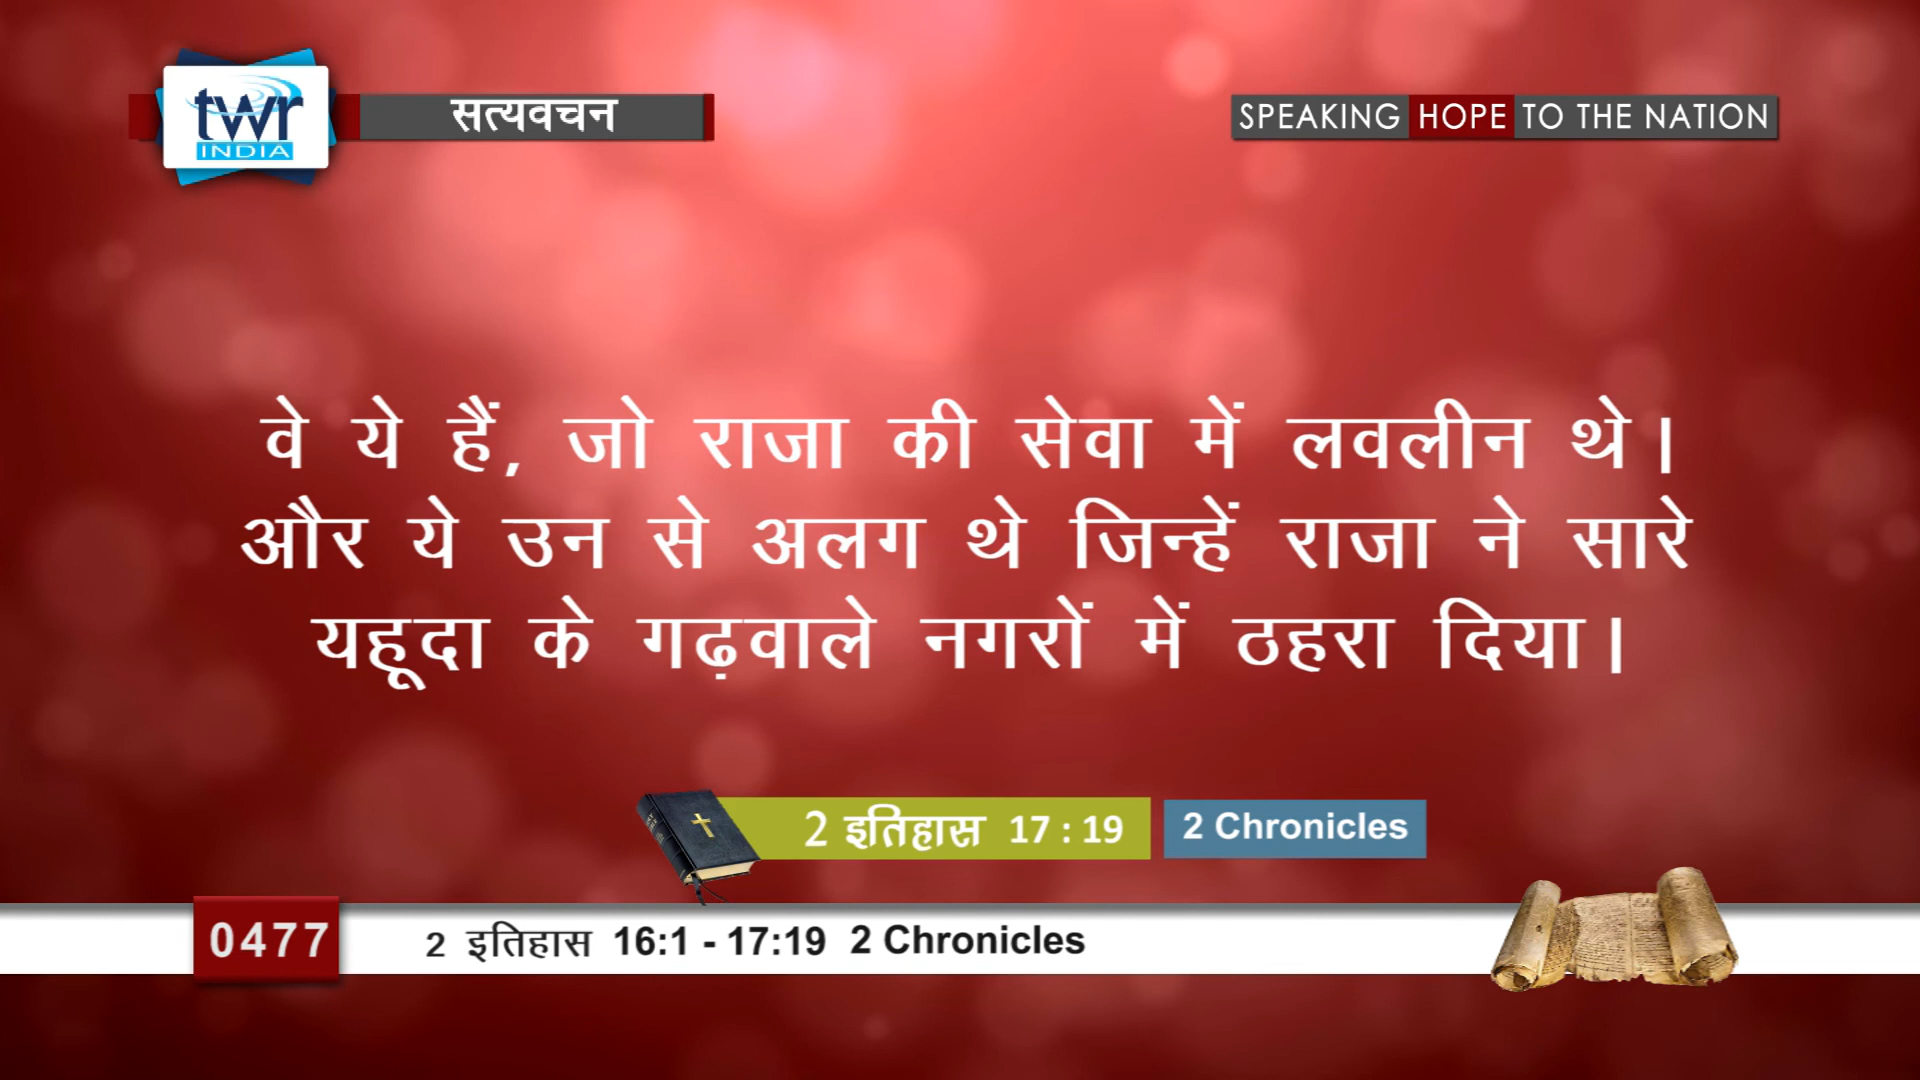 twr
INDIA
सत्यवचन
SPEAKING HOPE TO THE NATION
वे ये हैं, जो राजा की सेवा में लवलीन थे।
और ये उन से अलग थे जिन्हें राजा ने सारे
यहूदा के गढ़वाले नगरों में ठहरा दिया।
2 इतिहास 17 : 19 2 Chronicles
0477 2 इतिहास 16:1 - 17:19 2 Chronicles